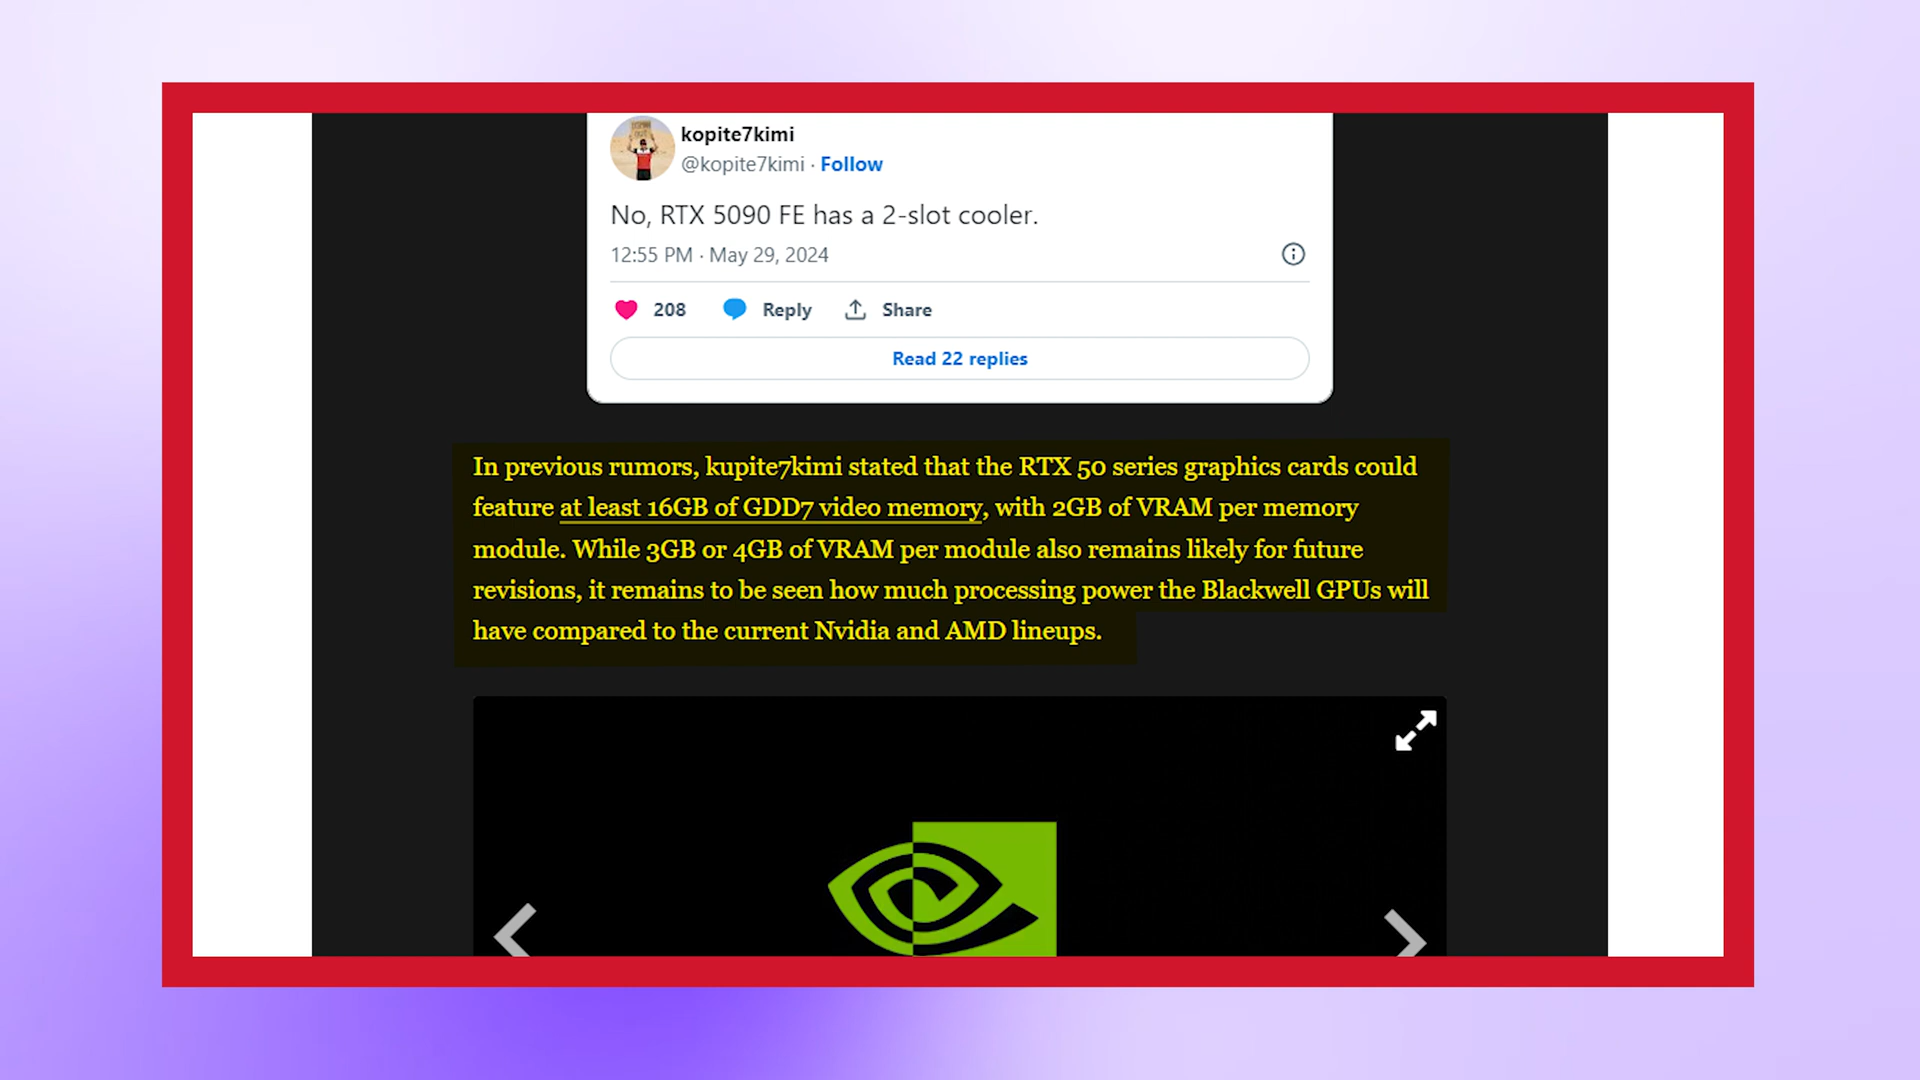 kopite7kimi
@kopite7kimi · Follow
No, RTX 5090 FE has a 2-slot cooler.
12:55 PM · May 29, 2024
208 Reply Share
Read 22 replies
In previous rumors, kupite7kimi stated that the RTX 50 series graphics cards could
feature at least 16GB of GDD7 video memory, with 2GB of VRAM per memory
module. While 3GB or 4GB of VRAM per module also remains likely for future
revisions, it remains to be seen how much processing power the Blackwell GPUs will
have compared to the current Nvidia and AMD lineups.